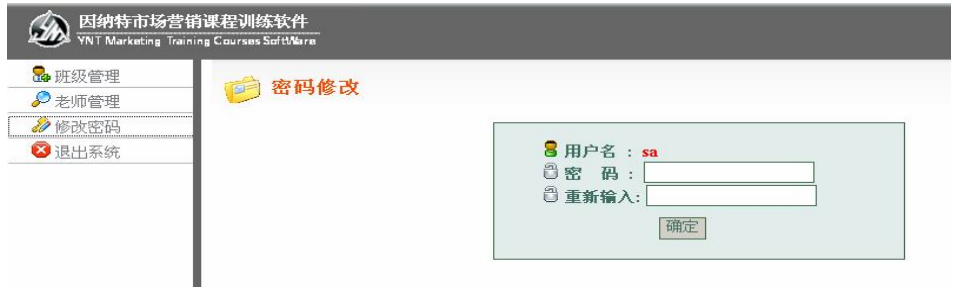 因纳特市场营销课程训练软件
YNT Marketing Training Courses SoftWare
班级管理
老师管理
修改密码
退出系统
密码修改
用户名 : sa
密 码 :
重新输入:
确定